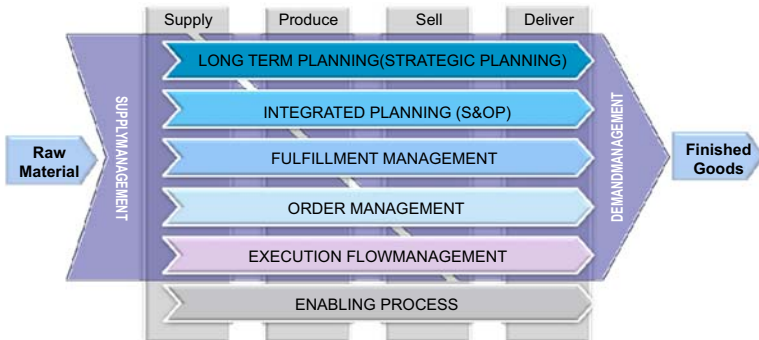 Supply Produce Sell Deliver
LONG TERM PLANNING(STRATEGIC PLANNING)
INTEGRATED PLANNING (S&OP)
FULFILLMENT MANAGEMENT
ORDER MANAGEMENT
EXECUTION FLOWMANAGEMENT
ENABLING PROCESS
Raw
Material
SUPPLYMANAGEMENT
DEMANDMANAGEMENT
Finished
Goods